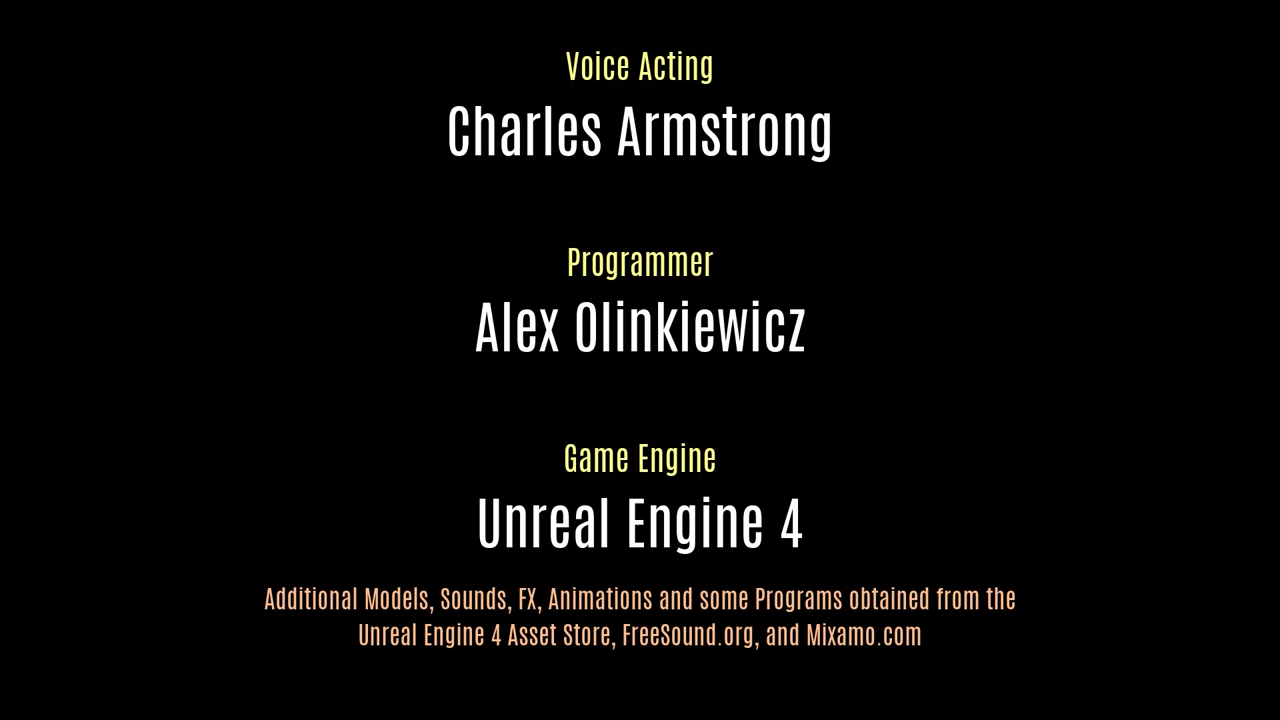 Voice Acting
Charles Armstrong
Programmer
Alex Olinkiewicz
Game Engine
Unreal Engine 4
Additional Models, Sounds, FX, Animations and some Programs obtained from the
Unreal Engine 4 Asset Store, FreeSound.org, and Mixamo.com